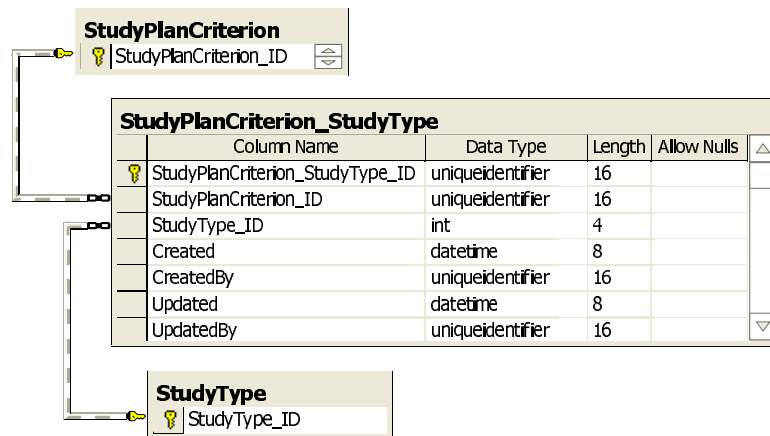 StudyPlanCriterion
StudyPlanCriterion_ID
StudyPlanCriterion_StudyType
Column Name Data Type Length Allow Nulls
StudyPlanCriterion_StudyType_ID uniqueidentifier 16
StudyPlanCriterion_ID uniqueidentifier 16
StudyType_ID int 4
Created datetime 8
CreatedBy uniqueidentifier 16
Updated datetime 8
UpdatedBy uniqueidentifier 16
StudyType
StudyType_ID